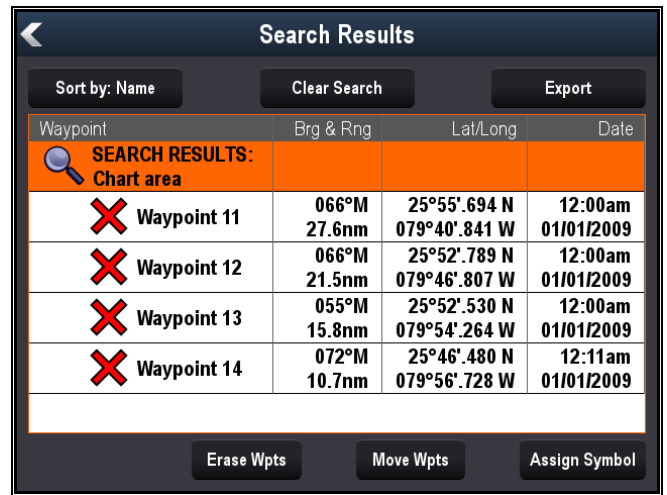 Search Results
Sort by: Name Clear Search Export
Waypoint Brg & Rng Lat/Long Date
SEARCH RESULTS:
Chart area
Waypoint 11 066°M 25°55'.694 N 12:00am
27.6nm 079°40'.841 W 01/01/2009
Waypoint 12 066°M 25°52'.789 N 12:00am
21.5nm 079°46'.807 W 01/01/2009
Waypoint 13 055°M 25°52'.530 N 12:00am
15.8nm 079°54'.264 W 01/01/2009
Waypoint 14 072°M 25°46'.480 N 12:11am
10.7nm 079°56'.728 W 01/01/2009
Erase Wpts Move Wpts Assign Symbol